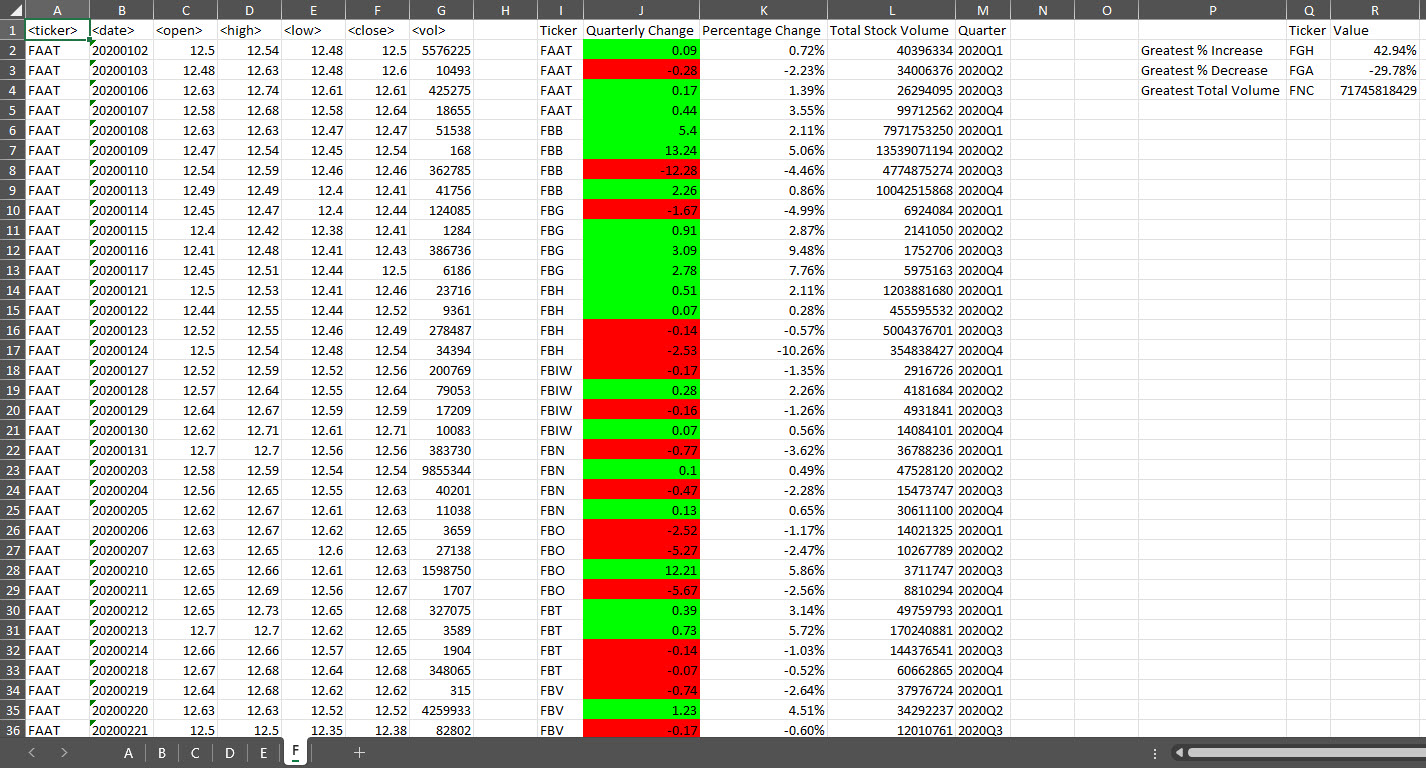 A B C D E F G H I J K L M N O P Q R
1 <ticker> <date> <open> <high> <low> <close> <vol> Ticker Quarterly Change Percentage Change Total Stock Volume Quarter Ticker Value
2 FAAT 20200102 12.5 12.54 12.48 12.5 5576225 FAAT 0.09 0.72% 40396334 2020Q1 Greatest % Increase FGH 42.94%
3 FAAT 20200103 12.48 12.63 12.48 12.6 10493 FAAT -0.28 -2.23% 34006376 2020Q2 Greatest % Decrease FGA -29.78%
4 FAAT 20200106 12.63 12.74 12.61 12.61 425275 FAAT 0.17 1.39% 26294095 2020Q3 Greatest Total Volume FNC 71745818429
5 FAAT 20200107 12.58 12.68 12.58 12.64 18655 FAAT 0.44 3.55% 99712562 2020Q4
6 FAAT 20200108 12.63 12.63 12.47 12.47 51538 FBB 5.4 2.11% 7971753250 2020Q1
7 FAAT 20200109 12.47 12.54 12.45 12.54 168 FBB 13.24 5.06% 13539071194 2020Q2
8 FAAT 20200110 12.54 12.59 12.46 12.46 362785 FBB -12.28 -4.46% 4774875274 2020Q3
9 FAAT 20200113 12.49 12.49 12.4 12.41 41756 FBB 2.26 0.86% 10042515868 2020Q4
10 FAAT 20200114 12.45 12.47 12.4 12.44 124085 FBG -1.67 -4.99% 6924084 2020Q1
11 FAAT 20200115 12.4 12.42 12.38 12.41 1284 FBG 0.91 2.87% 2141050 2020Q2
12 FAAT 20200116 12.41 12.48 12.41 12.43 386736 FBG 3.09 9.48% 1752706 2020Q3
13 FAAT 20200117 12.45 12.51 12.44 12.5 6186 FBG 2.78 7.76% 5975163 2020Q4
14 FAAT 20200121 12.5 12.53 12.41 12.46 23716 FBH 0.51 2.11% 1203881680 2020Q1
15 FAAT 20200122 12.44 12.55 12.44 12.52 9361 FBH 0.07 0.28% 455595532 2020Q2
16 FAAT 20200123 12.52 12.55 12.46 12.49 278487 FBH -0.14 -0.57% 5004376701 2020Q3
17 FAAT 20200124 12.5 12.54 12.48 12.54 34394 FBH -2.53 -10.26% 354838427 2020Q4
18 FAAT 20200127 12.52 12.59 12.52 12.56 200769 FBIW -0.17 -1.35% 2916726 2020Q1
19 FAAT 20200128 12.57 12.64 12.55 12.64 79053 FBIW 0.28 2.26% 4181684 2020Q2
20 FAAT 20200129 12.64 12.67 12.59 12.59 17209 FBIW -0.16 -1.26% 4931841 2020Q3
21 FAAT 20200130 12.62 12.71 12.61 12.71 10083 FBIW 0.07 0.56% 14084101 2020Q4
22 FAAT 20200131 12.7 12.7 12.56 12.56 383730 FBN -0.77 -3.62% 36788236 2020Q1
23 FAAT 20200203 12.58 12.59 12.54 12.54 9855344 FBN 0.1 0.49% 47528120 2020Q2
24 FAAT 20200204 12.56 12.65 12.55 12.63 40201 FBN -0.47 -2.28% 15473747 2020Q3
25 FAAT 20200205 12.62 12.67 12.61 12.63 11038 FBN 0.13 0.65% 30611100 2020Q4
26 FAAT 20200206 12.63 12.67 12.62 12.65 3659 FBO -2.52 -1.17% 14021325 2020Q1
27 FAAT 20200207 12.63 12.65 12.6 12.63 27138 FBO -5.27 -2.47% 10267789 2020Q2
28 FAAT 20200210 12.65 12.66 12.61 12.63 1598750 FBO 12.21 5.86% 3711747 2020Q3
29 FAAT 20200211 12.65 12.69 12.56 12.67 1707 FBO -5.67 -2.56% 8810294 2020Q4
30 FAAT 20200212 12.65 12.73 12.65 12.68 327075 FBT 0.39 3.14% 49759793 2020Q1
31 FAAT 20200213 12.7 12.7 12.62 12.65 3589 FBT 0.73 5.72% 170240881 2020Q2
32 FAAT 20200214 12.66 12.66 12.57 12.65 1904 FBT -0.14 -1.03% 144376541 2020Q3
33 FAAT 20200218 12.67 12.68 12.64 12.68 348065 FBT -0.07 -0.52% 60662865 2020Q4
34 FAAT 20200219 12.64 12.68 12.62 12.62 315 FBV -0.74 -2.64% 37976724 2020Q1
35 FAAT 20200220 12.63 12.63 12.52 12.52 4259933 FBV 1.23 4.51% 34292237 2020Q2
36 FAAT 20200221 12.5 12.5 12.35 12.38 82802 FBV -0.17 -0.60% 12010761 2020Q3
A B C D E F